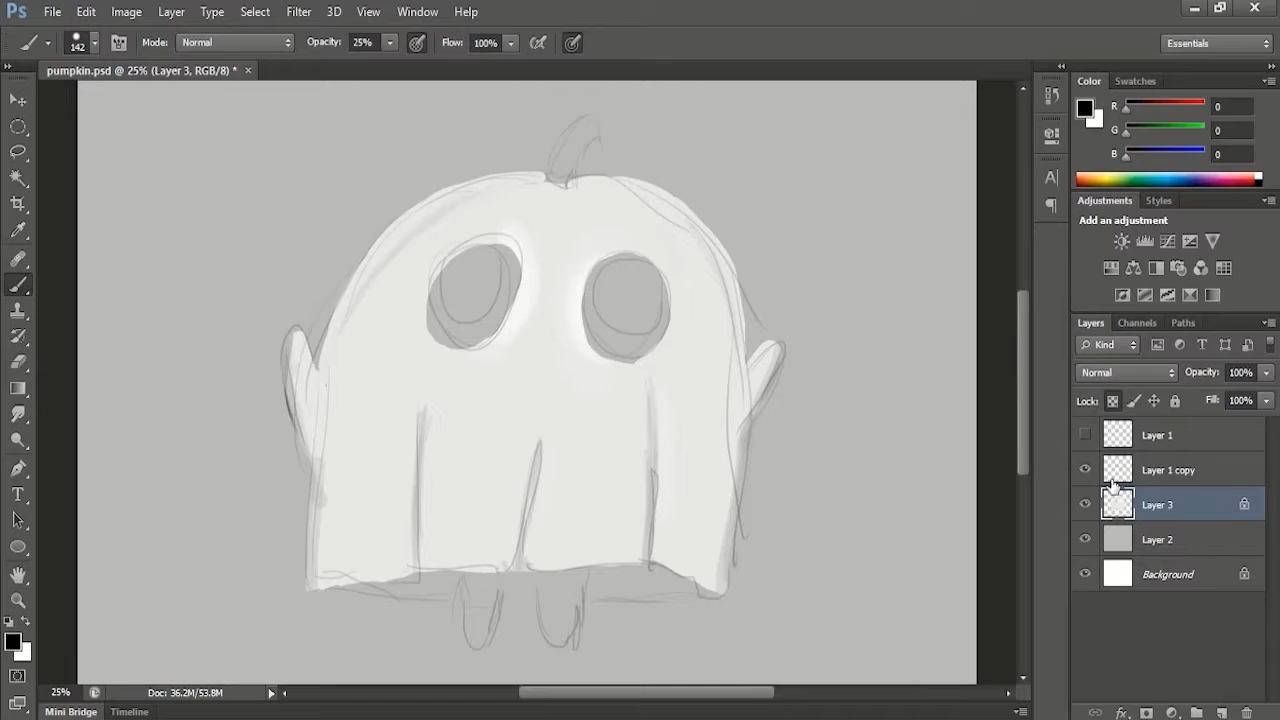 Ps File Edit Image Layer Type Select Filter 3D View Window Help
142 Mode: Normal Opacity: 25% Flow: 100% Essentials
pumpkin.psd @ 25% (Layer 3, RGB/8) * ×
Color Swatches
R 0
G 0
B 0
Adjustments Styles
Add an adjustment
Layers Channels Paths
Kind
Normal Opacity: 100%
Lock: Fill: 100%
Layer 1
Layer 1 copy
Layer 3
Layer 2
Background
25% Doc: 36.2M/53.8M
Mini Bridge Timeline